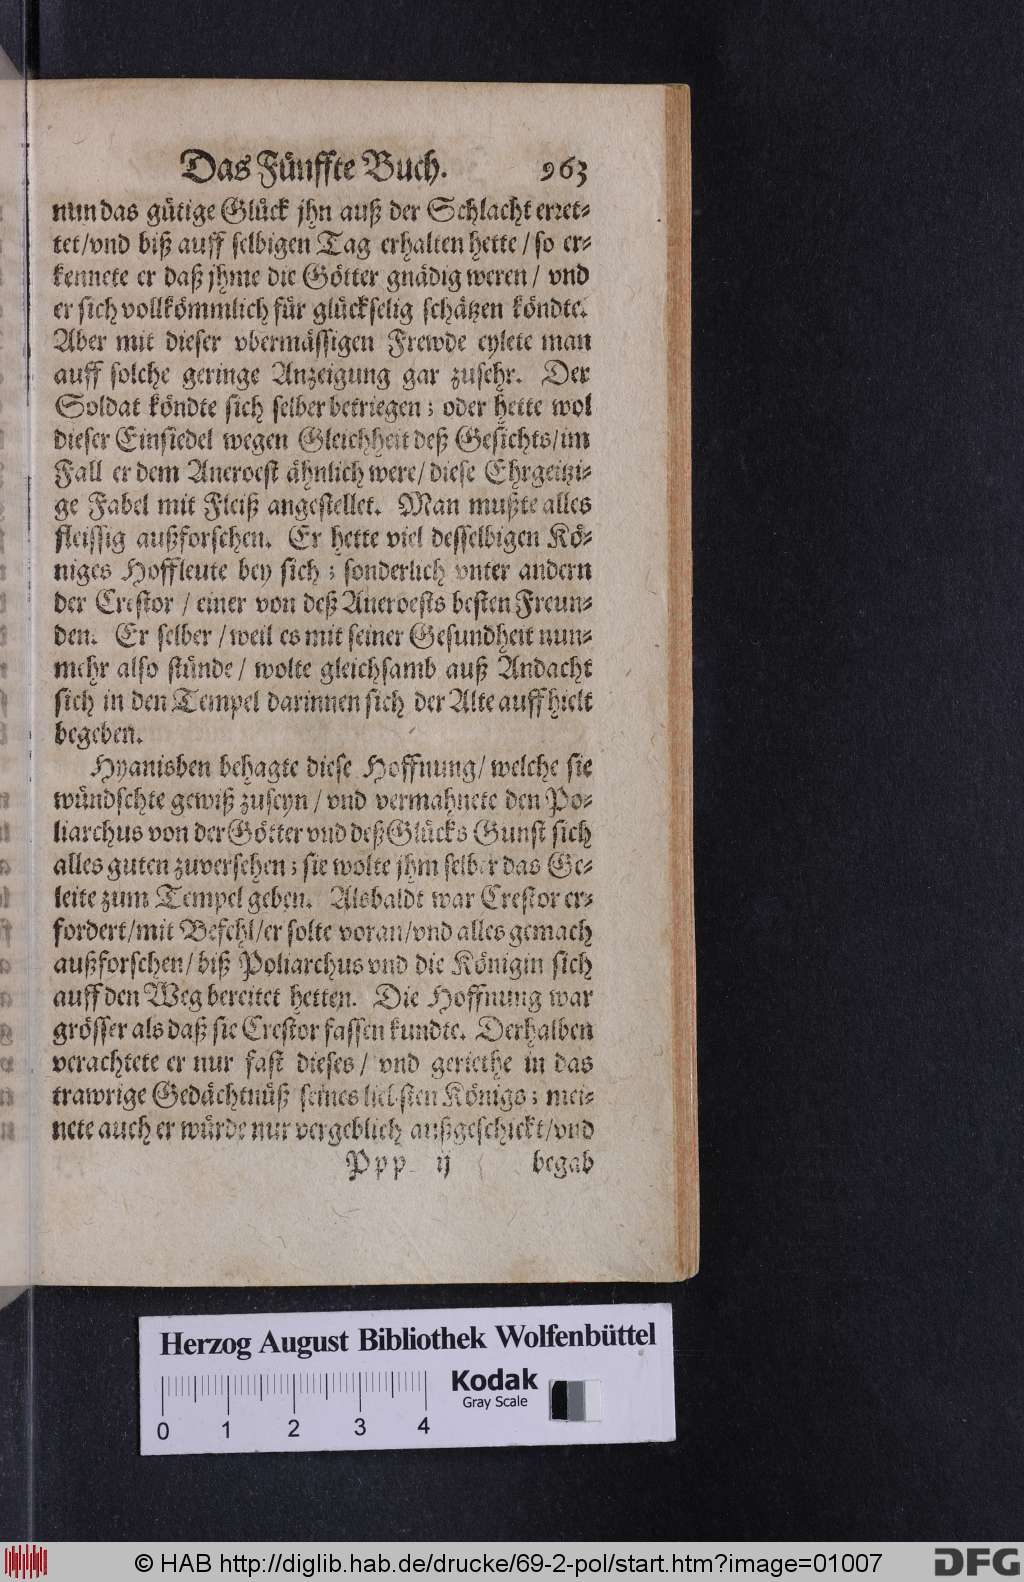 Das Fünffte Buch. 963
nun das gütige Glück jhn auß der Schlacht erret-
tet/vnd biß auff selbigen Tag erhalten hette / so er-
kennete er daß jhme die Götter gnädig weren / vnd
er sich vollkömmlich für glückselig schätzen köndte.
Aber mit dieser vbermässigen Frewde eylete man
auff solche geringe Anzeigung gar zusehr. Der
Soldat köndte sich selber betriegen; oder hette wol
dieser Einsiedel wegen Gleichheit deß Gesichts/im
Fall er dem Aneroest ähnlich were/ diese Ehrgeitzi-
ge Fabel mit Fleiß angestellet. Man mußte alles
fleissig außforschen. Er hette viel desselbigen Kö-
niges Hoffleute bey sich; sonderlich vnter andern
der Crestor / einer von deß Aneroests besten Freun-
den. Er selber / weil es mit seiner Gesundheit nun-
mehr also stünde / wolte gleichsamb auß Andacht
sich in den Tempel darinnen sich der Alte auffhielt
begeben.
Hyanisben behagte diese Hoffnung/ welche sie
wündschte gewiß zuseyn / vnd vermahnete den Po-
liarchus von der Götter vnd deß Glücks Gunst sich
alles guten zuversehen; sie wolte jhm selber das Ge-
leite zum Tempel geben. Alsbaldt war Crestor er-
fordert/mit Befehl/er solte voran/vnd alles gemach
außforschen/ biß Poliarchus vnd die Königin sich
auff den Weg bereitet hetten. Die Hoffnung war
grösser als daß sie Crestor fassen kundte. Derhalben
verachtete er nur fast dieses / vnd geriethe in das
trawrige Gedächtnüß seines liebsten Königs; mei-
nete auch er würde nur vergeblich außgeschickt/vnd
Ppp ij begab
Herzog August Bibliothek Wolfenbüttel
Kodak
Gray Scale
0 1 2 3 4
© HAB http://diglib.hab.de/drucke/69-2-pol/start.htm?image=01007
DFG